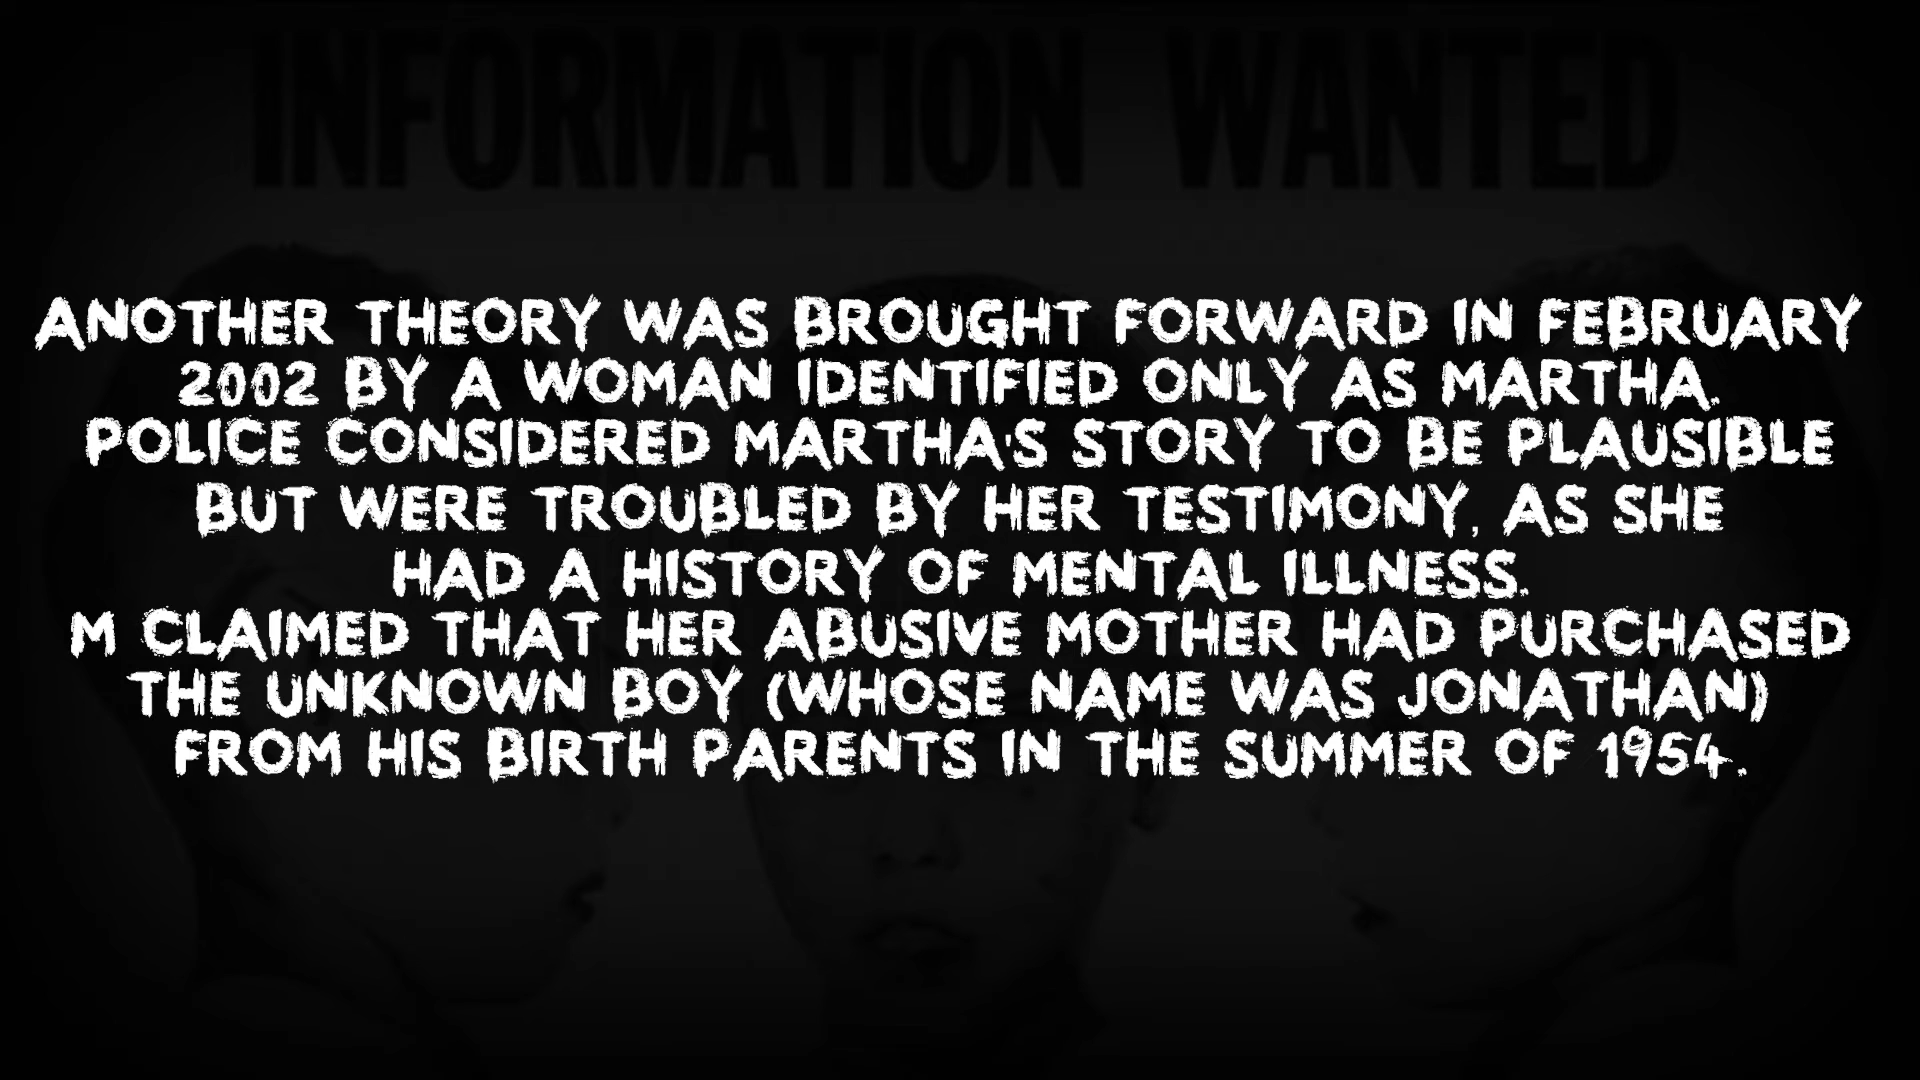 INFORMATION WANTED
ANOTHER THEORY WAS BROUGHT FORWARD IN FEBRUARY
2002 BY A WOMAN IDENTIFIED ONLY AS MARTHA.
POLICE CONSIDERED MARTHA'S STORY TO BE PLAUSIBLE
BUT WERE TROUBLED BY HER TESTIMONY, AS SHE
HAD A HISTORY OF MENTAL ILLNESS.
M CLAIMED THAT HER ABUSIVE MOTHER HAD PURCHASED
THE UNKNOWN BOY (WHOSE NAME WAS JONATHAN)
FROM HIS BIRTH PARENTS IN THE SUMMER OF 1954.